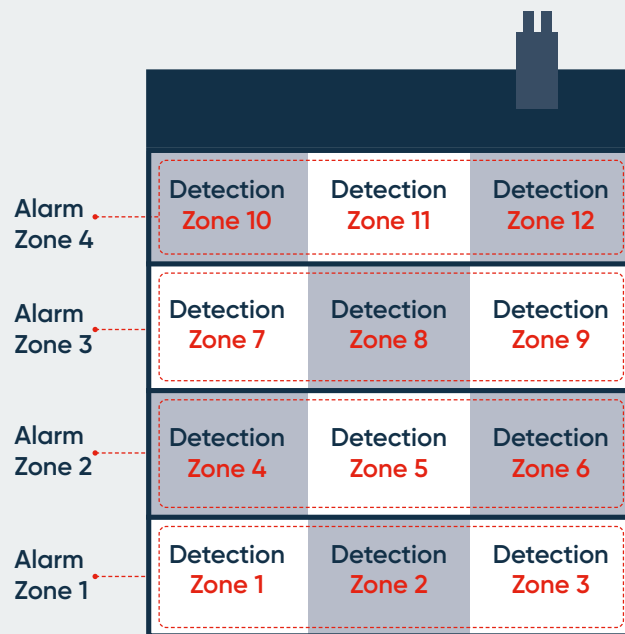 Alarm
Zone 4
Detection
Zone 10
Detection
Zone 11
Detection
Zone 12
Alarm
Zone 3
Detection
Zone 7
Detection
Zone 8
Detection
Zone 9
Alarm
Zone 2
Detection
Zone 4
Detection
Zone 5
Detection
Zone 6
Alarm
Zone 1
Detection
Zone 1
Detection
Zone 2
Detection
Zone 3